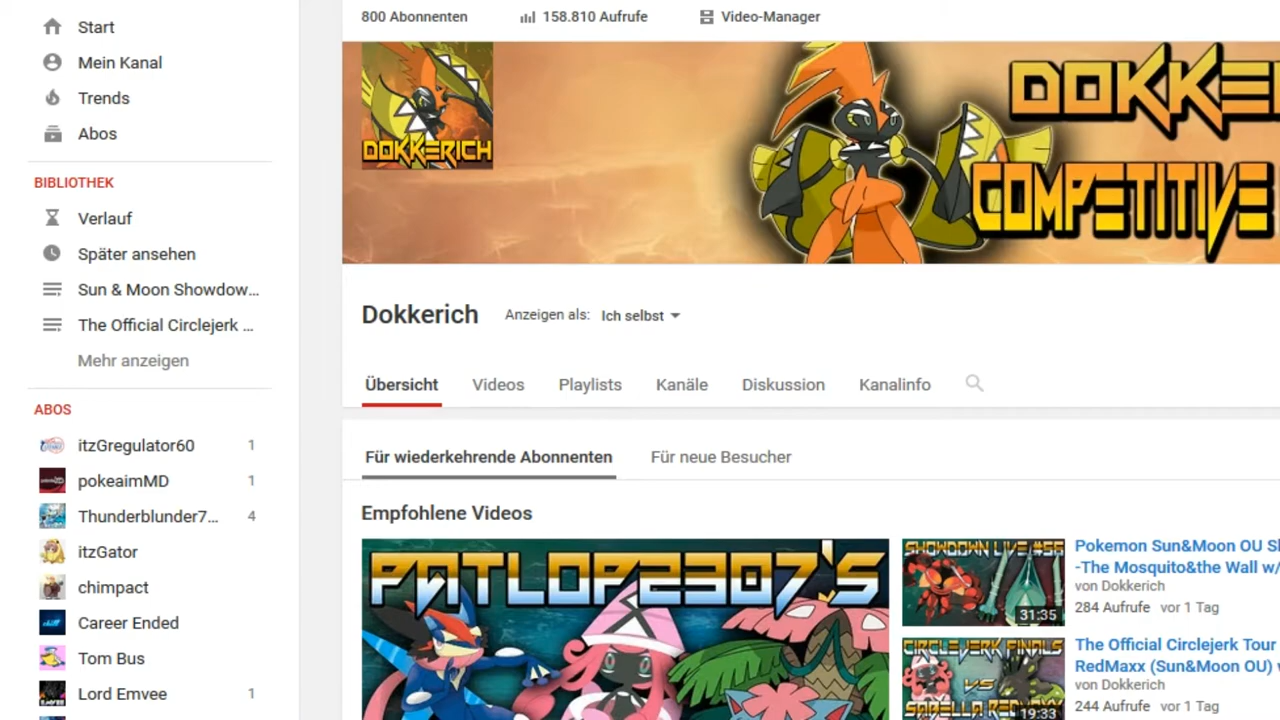 800 Abonnenten
158.810 Aufrufe
Video-Manager
Start
Mein Kanal
Trends
Abos
BIBLIOTHEK
Verlauf
Später ansehen
Sun & Moon Showdow...
The Official Circlejerk ...
Mehr anzeigen
ABOS
itzGregulator60 1
pokeaimMD 1
Thunderblunder7... 4
itzGator
chimpact
Career Ended
Tom Bus
Lord Emvee 1
DOKKERICH
COMPETITIVE
Dokkerich
Anzeigen als: Ich selbst
Übersicht
Videos
Playlists
Kanäle
Diskussion
Kanalinfo
Für wiederkehrende Abonnenten
Für neue Besucher
Empfohlene Videos
PATLOP2307'S
SHOWDOWN LIVE #56
31:35
Pokemon Sun&Moon OU
-The Mosquito&the Wall w/
von Dokkerich
284 Aufrufe vor 1 Tag
CIRCLEJERK FINALS
VS
19:33
The Official Circlejerk Tour
RedMaxx (Sun&Moon OU)
von Dokkerich
244 Aufrufe vor 1 Tag